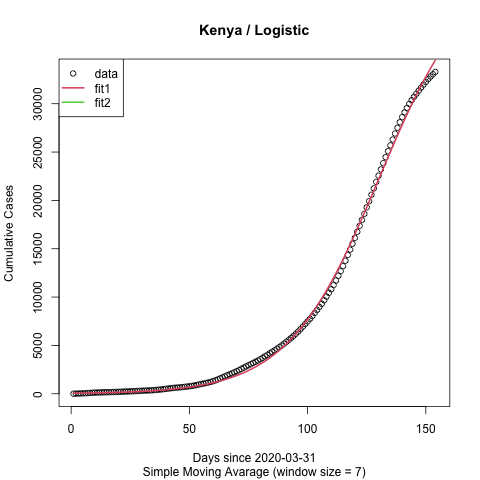 Kenya / Logistic
data
fit1
fit2
Cumulative Cases
30000
25000
20000
15000
10000
5000
0
0 50 100 150
Days since 2020-03-31
Simple Moving Avarage (window size = 7)